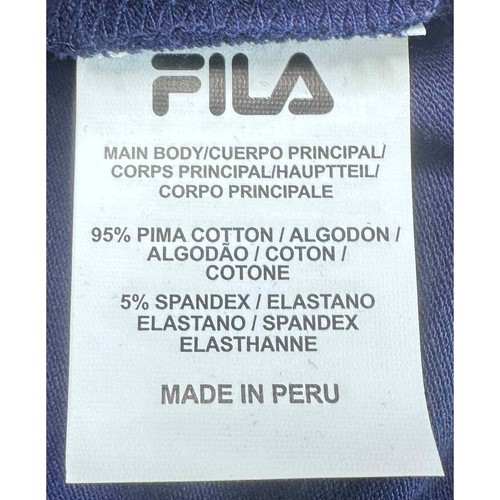 FILA
MAIN BODY/CUERPO PRINCIPAL/
CORPS PRINCIPAL/HAUPTTEIL/
CORPO PRINCIPALE
95% PIMA COTTON / ALGODÓN /
ALGODÃO / COTON /
COTONE
5% SPANDEX / ELASTANO
ELASTANO / SPANDEX
ELASTHANNE
MADE IN PERU